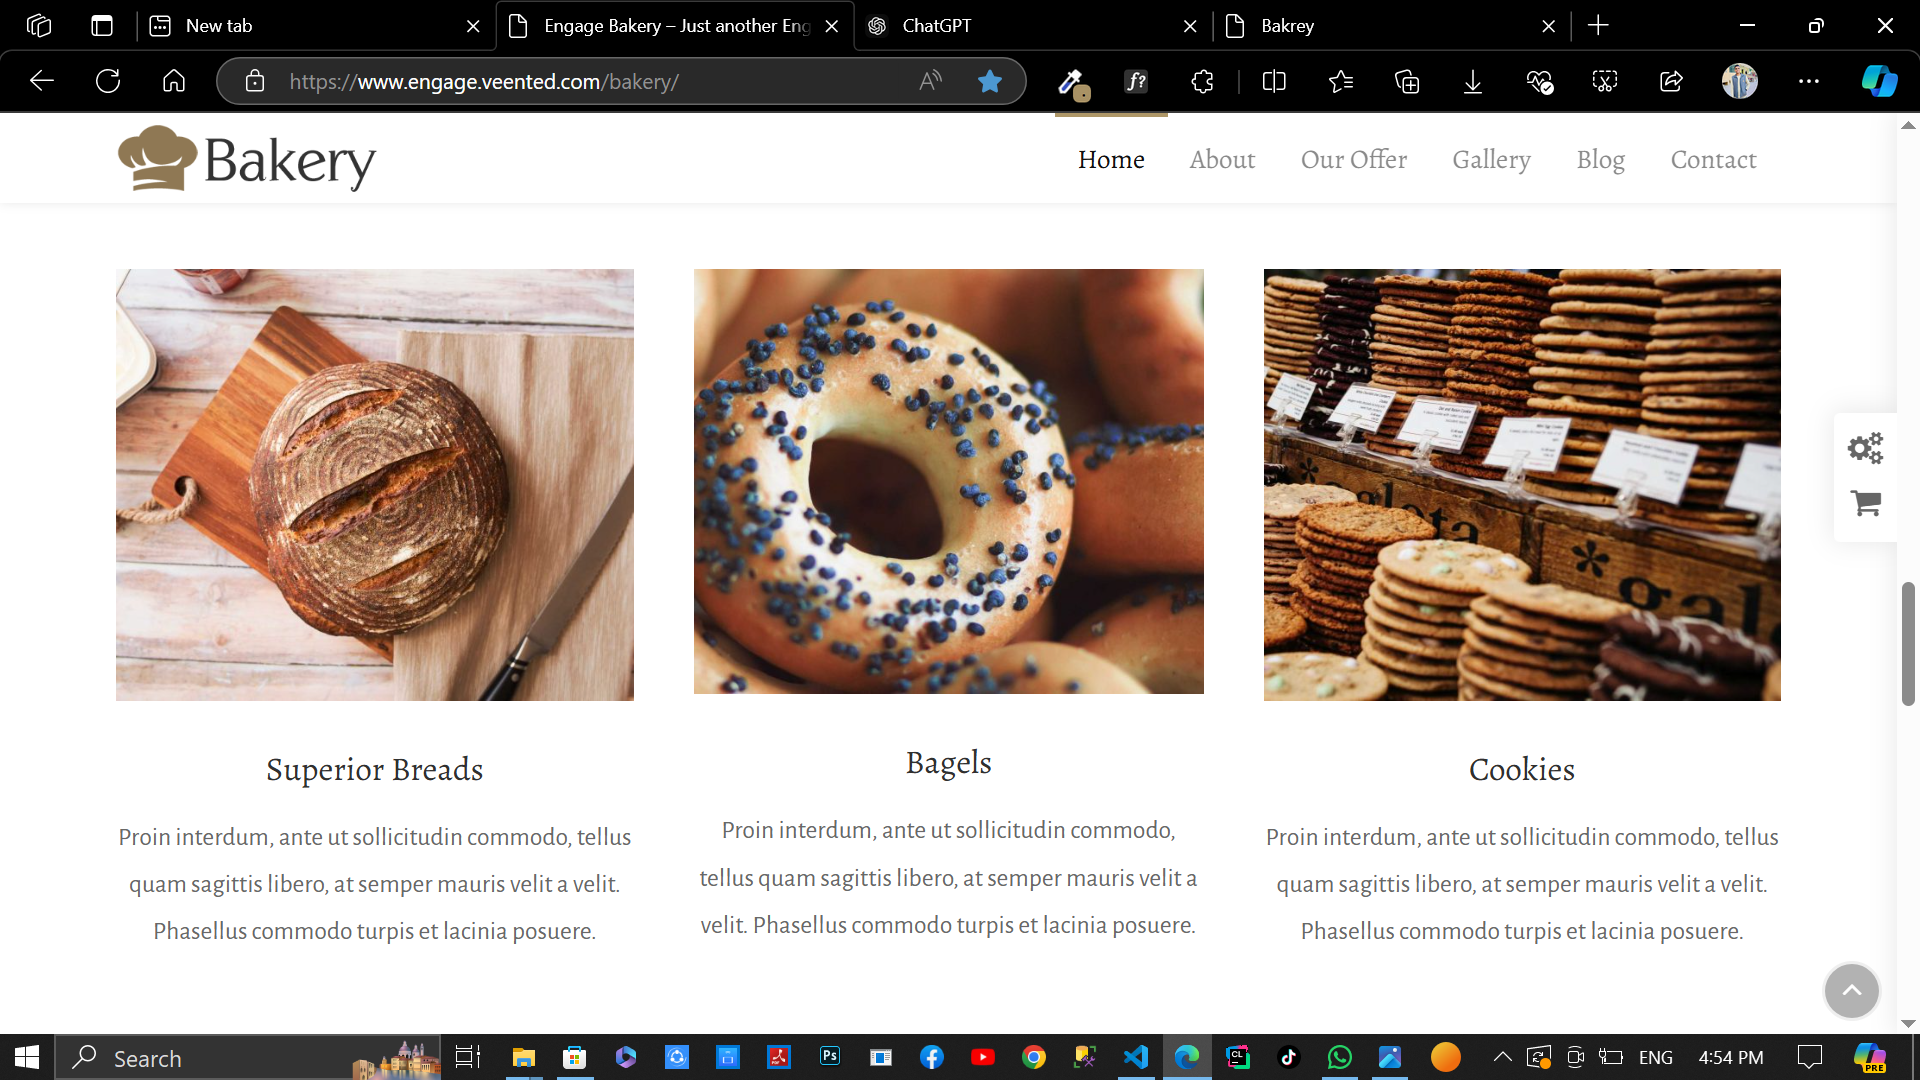 New tab
Engage Bakery – Just another Eng
ChatGPT
Bakrey
https://www.engage.veented.com/bakery/
Bakery
Home
About
Our Offer
Gallery
Blog
Contact
galeta
gal
Superior Breads
Proin interdum, ante ut sollicitudin commodo, tellus
quam sagittis libero, at semper mauris velit a velit.
Phasellus commodo turpis et lacinia posuere.
Bagels
Proin interdum, ante ut sollicitudin commodo,
tellus quam sagittis libero, at semper mauris velit a
velit. Phasellus commodo turpis et lacinia posuere.
Cookies
Proin interdum, ante ut sollicitudin commodo, tellus
quam sagittis libero, at semper mauris velit a velit.
Phasellus commodo turpis et lacinia posuere.
Search
Ps
CL
ENG
4:54 PM
PRE